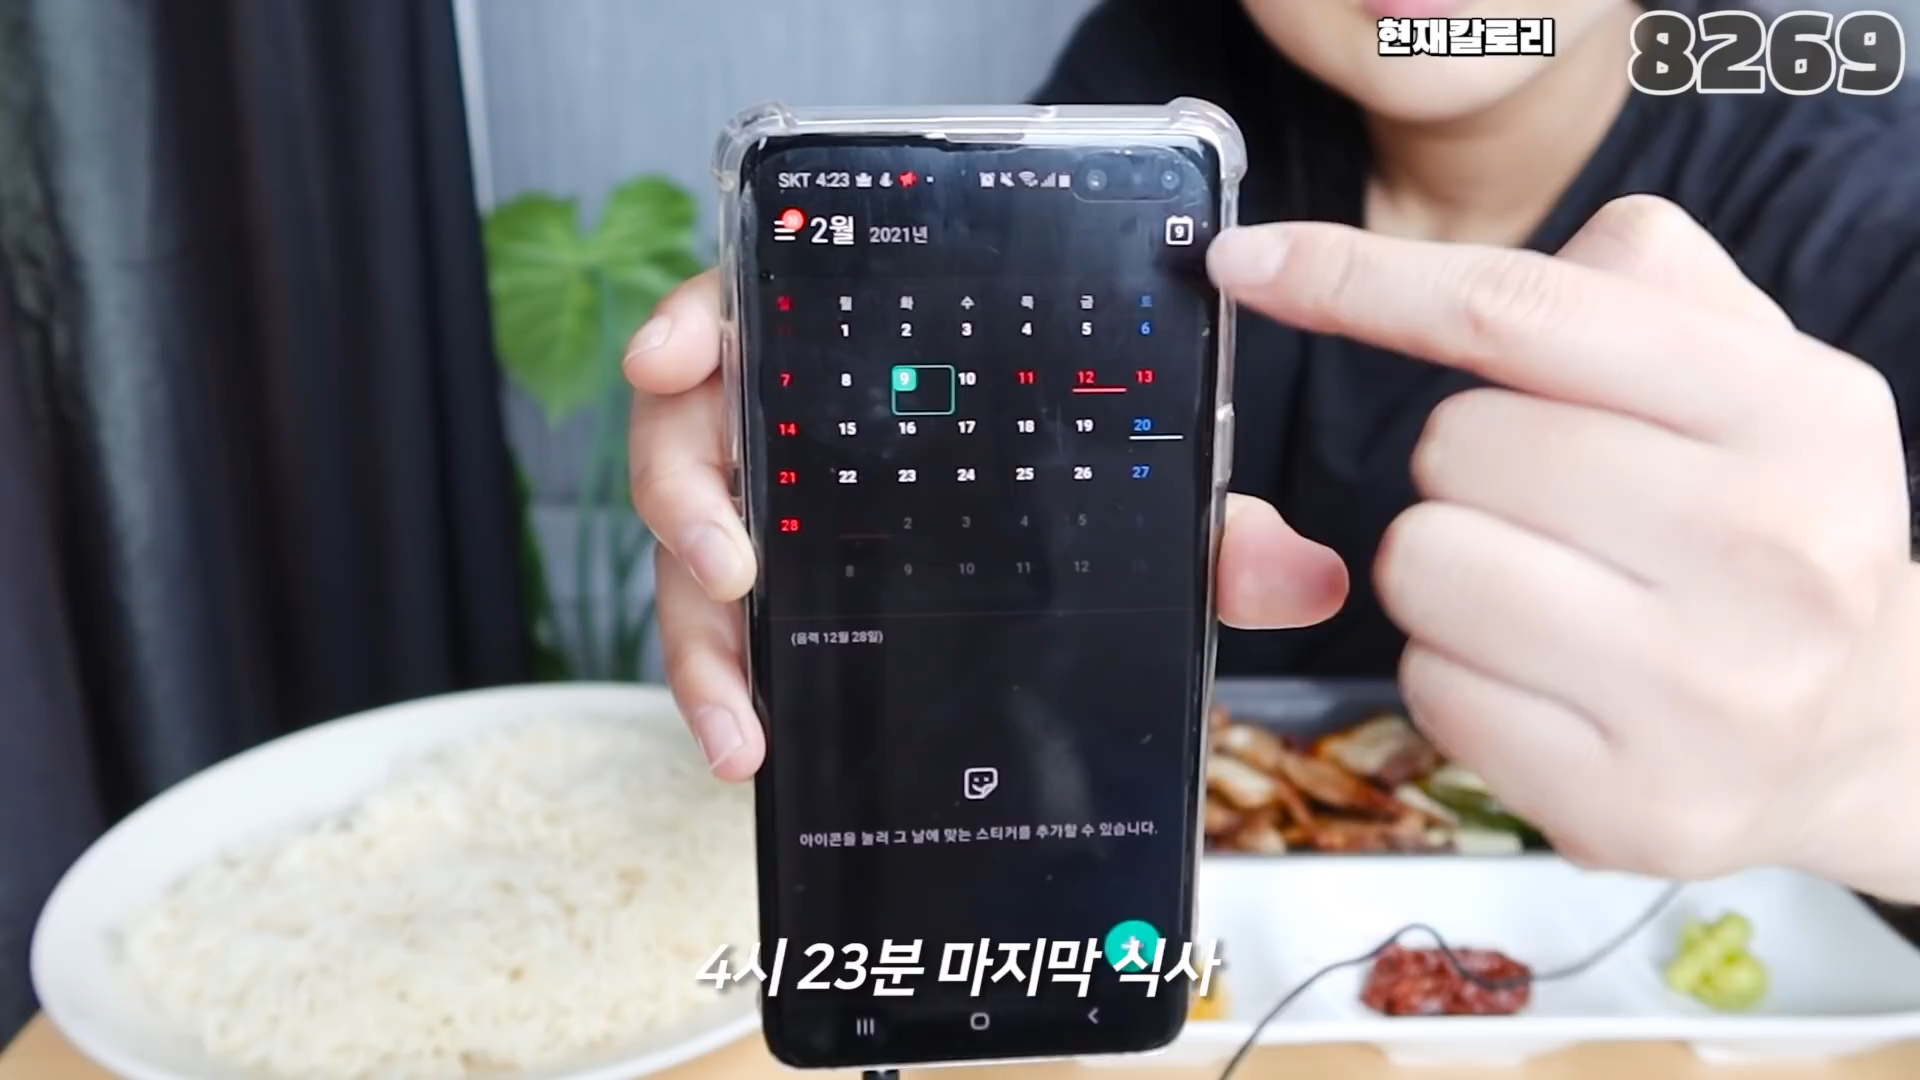 현재칼로리 8269
SKT 4:23
2월 2021년 9
일 월 화 수 목 금 토
1 2 3 4 5 6
7 8 9 10 11 12 13
14 15 16 17 18 19 20
21 22 23 24 25 26 27
28 2 3 4 5
8 9 10 11 12
(음력 12월 28일)
아이콘을 눌러 그 날에 맞는 스티커를 추가할 수 있습니다.
4시 23분 마지막 식사